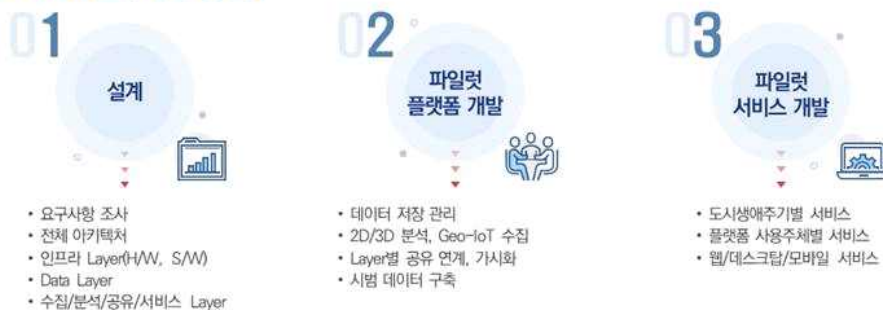 01
설계
• 요구사항 조사
• 전체 아키텍처
• 인프라 Layer(H/W, S/W)
• Data Layer
• 수집/분석/공유/서비스 Layer
02
파일럿
플랫폼 개발
• 데이터 저장 관리
• 2D/3D 분석, Geo-IoT 수집
• Layer별 공유 연계, 가시화
• 시범 데이터 구축
03
파일럿
서비스 개발
• 도시생애주기별 서비스
• 플랫폼 사용주체별 서비스
• 웹/데스크탑/모바일 서비스